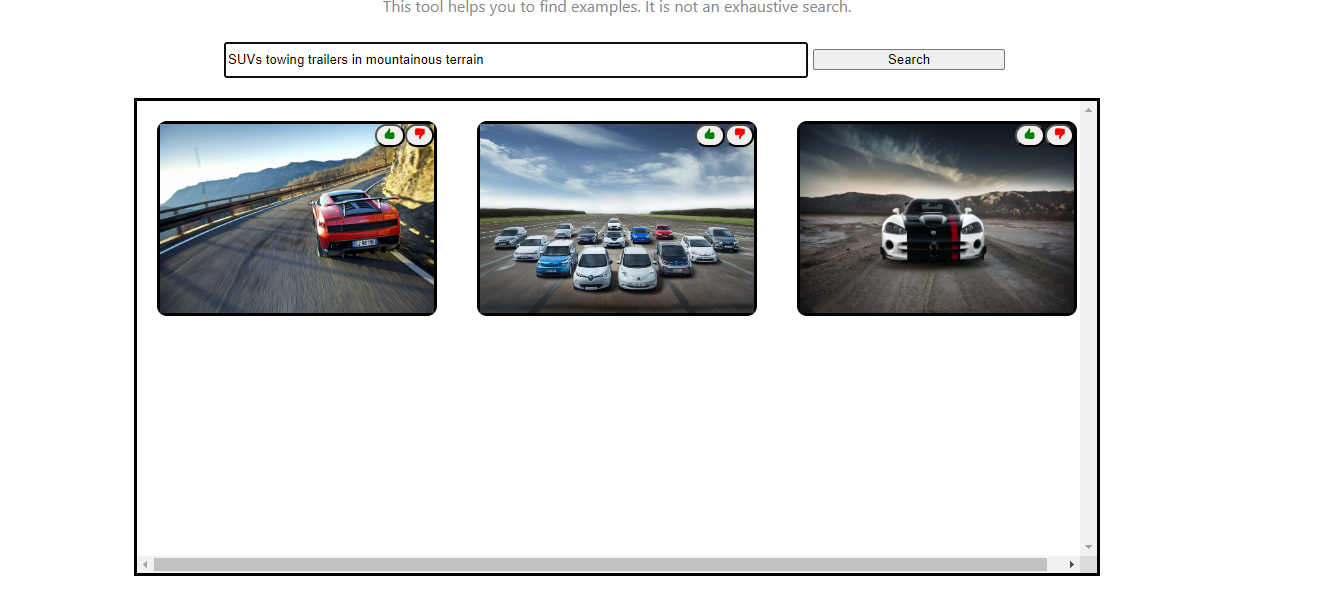 This tool helps you to find examples. It is not an exhaustive search.
SUVs towing trailers in mountainous terrain
Search